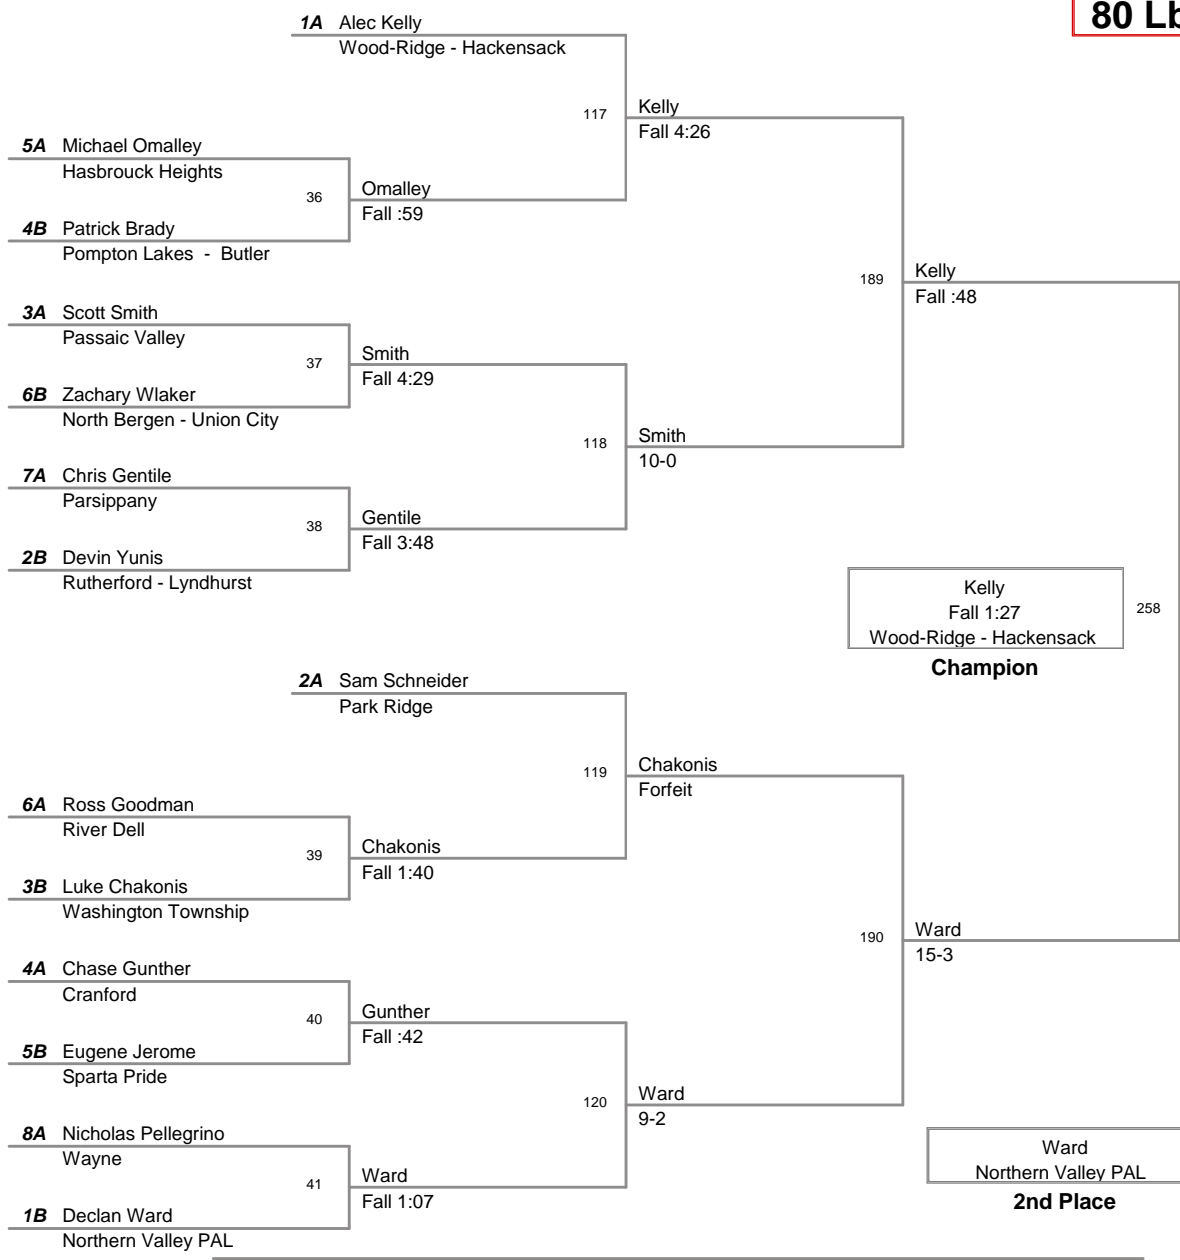 80 Lb
1A Alec Kelly
Wood-Ridge - Hackensack
117
Kelly
Fall 4:26
5A Michael Omalley
Hasbrouck Heights
36
Omalley
Fall :59
4B Patrick Brady
Pompton Lakes - Butler
189
Kelly
Fall :48
3A Scott Smith
Passaic Valley
37
Smith
Fall 4:29
6B Zachary Wlaker
North Bergen - Union City
118
Smith
10-0
7A Chris Gentile
Parsippany
38
Gentile
Fall 3:48
2B Devin Yunis
Rutherford - Lyndhurst
Kelly
Fall 1:27
Wood-Ridge - Hackensack
258
Champion
2A Sam Schneider
Park Ridge
119
Chakonis
Forfeit
6A Ross Goodman
River Dell
39
Chakonis
Fall 1:40
3B Luke Chakonis
Washington Township
190
Ward
15-3
4A Chase Gunther
Cranford
40
Gunther
Fall :42
5B Eugene Jerome
Sparta Pride
120
Ward
9-2
8A Nicholas Pellegrino
Wayne
41
Ward
Fall 1:07
1B Declan Ward
Northern Valley PAL
Ward
Northern Valley PAL
2nd Place